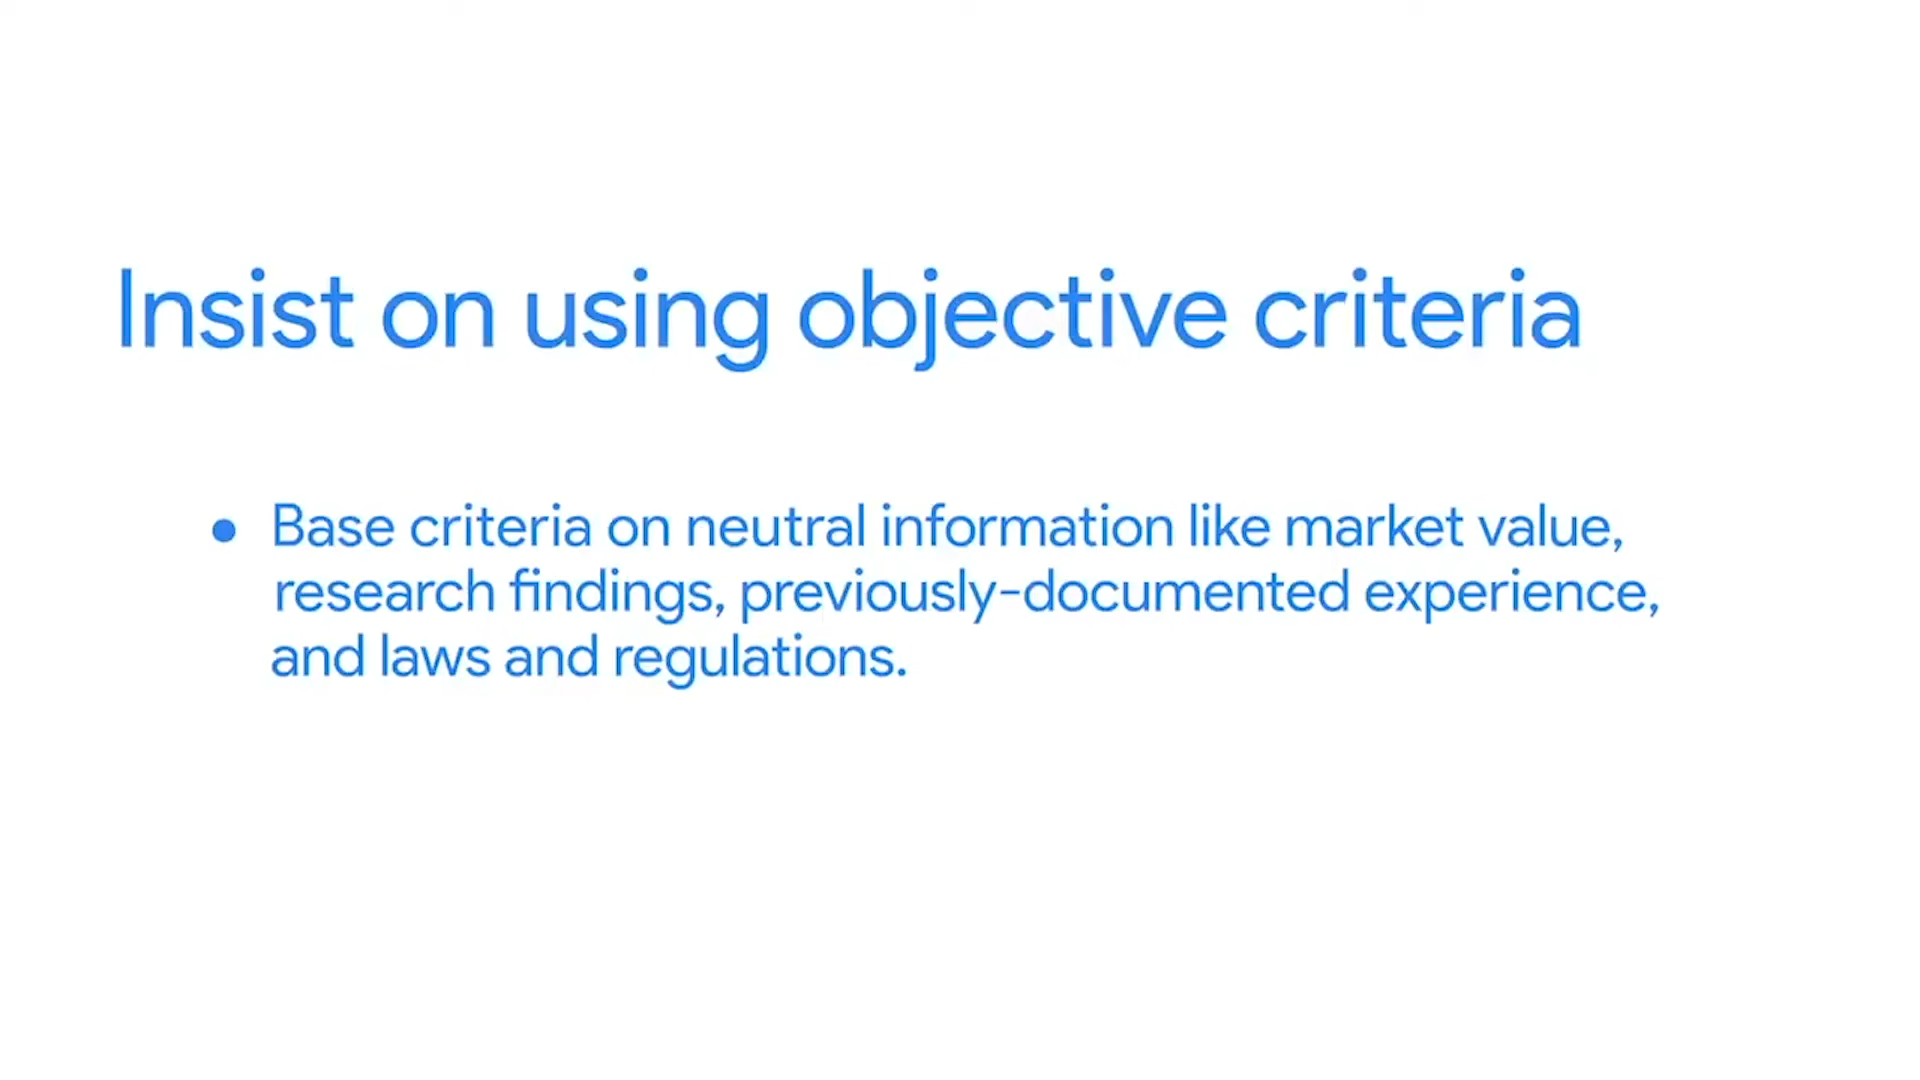 Insist on using objective criteria
● Base criteria on neutral information like market value,
research findings, previously-documented experience,
and laws and regulations.